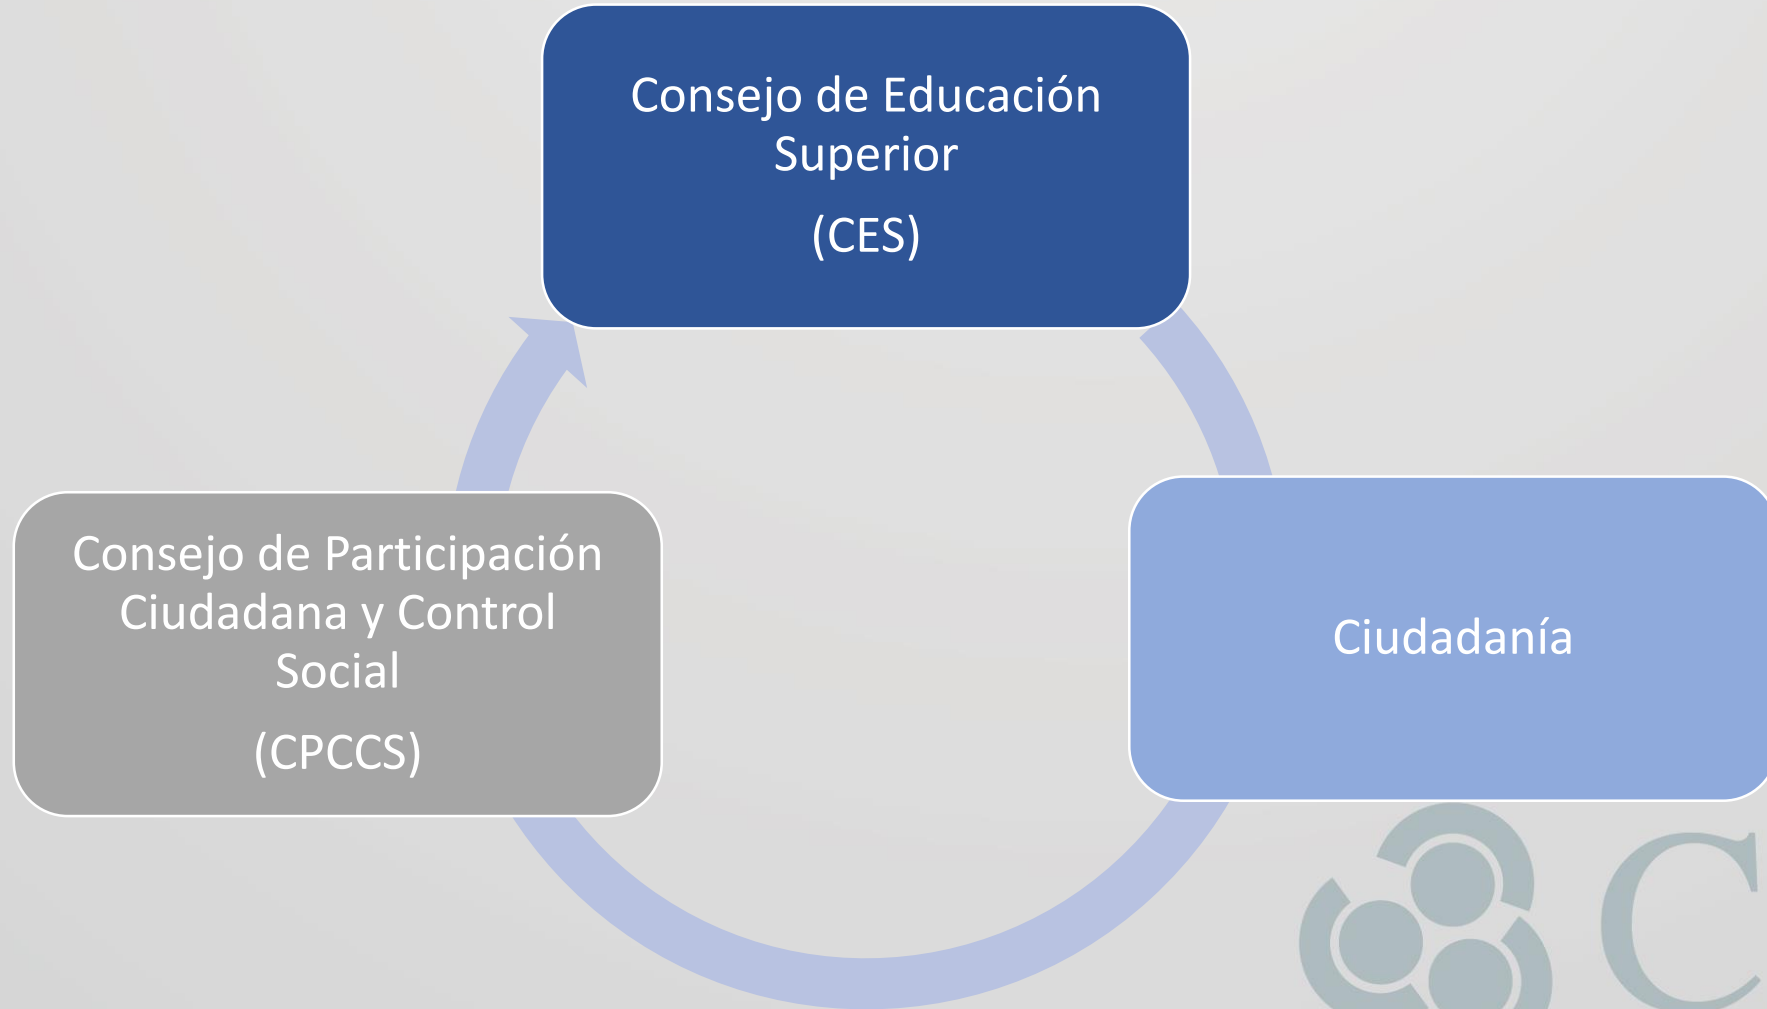 Consejo de Educación
Superior
(CES)
Consejo de Participación
Ciudadana y Control
Social
(CPCCS)
Ciudadanía
C